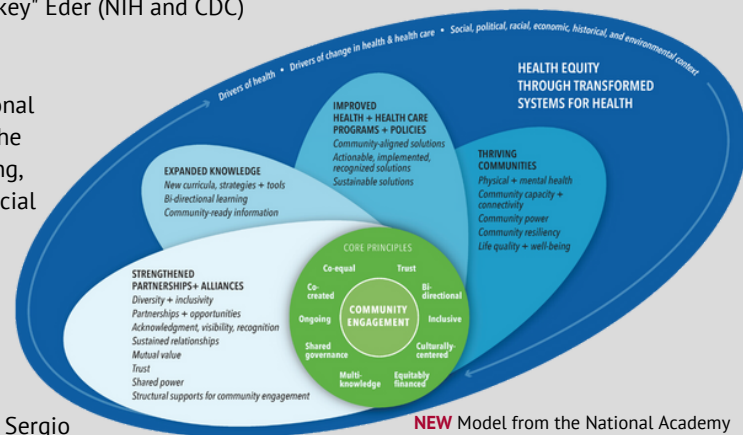 key" Eder (NIH and CDC)
Drivers of health • Drivers of change in health & health care • Social, political, racial, economic, historical, and environmental context
HEALTH EQUITY
THROUGH TRANSFORMED
SYSTEMS FOR HEALTH
onal
he
ng,
cial
IMPROVED
HEALTH + HEALTH CARE
PROGRAMS + POLICIES
Community-aligned solutions
Actionable, implemented,
recognized solutions
Sustainable solutions
EXPANDED KNOWLEDGE
New curricula, strategies + tools
Bi-directional learning
Community-ready information
THRIVING
COMMUNITIES
Physical + mental health
Community capacity +
connectivity
Community power
Community resiliency
Life quality + well-being
STRENGTHENED
PARTNERSHIPS+ ALLIANCES
Diversity + inclusivity
Partnerships + opportunities
Acknowledgment, visibility, recognition
Sustained relationships
Mutual value
Trust
Shared power
Structural supports for community engagement
CORE PRINCIPLES
Co-equal
Trust
Co-
created
Bi-
directional
Ongoing
COMMUNITY
ENGAGEMENT
Inclusive
Shared
governance
Culturally-
centered
Multi-
knowledge
Equitably
financed
Sergio
NEW Model from the National Academy